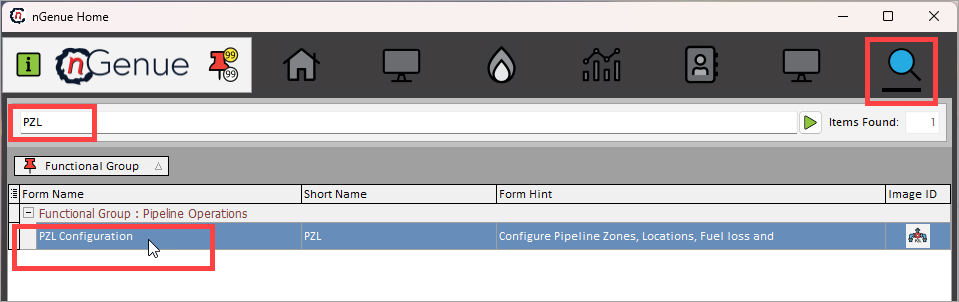 nGenue Home
i nGenue 99 99
PZL Items Found: 1
Functional Group
Form Name Short Name Form Hint Image ID
Functional Group : Pipeline Operations
PZL Configuration PZL Configure Pipeline Zones, Locations, Fuel loss and